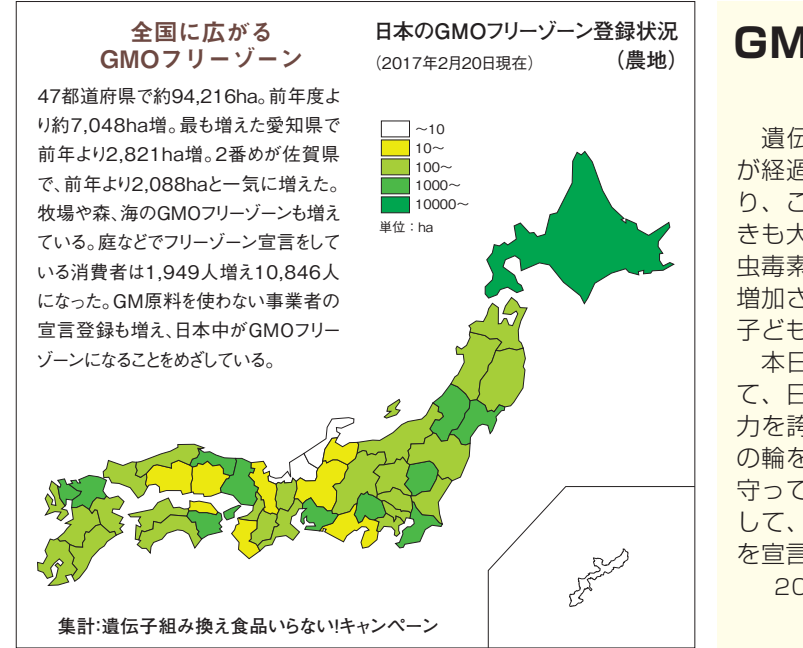 全国に広がる
GMOフリーゾーン
47都道府県で約94,216ha。前年度よ
り約7,048ha増。最も増えた愛知県で
前年より2,821ha増。2番めが佐賀県
で、前年より2,088haと一気に増えた。
牧場や森、海のGMOフリーゾーンも増え
ている。庭などでフリーゾーン宣言をして
いる消費者は1,949人増え10,846人
になった。GM原料を使わない事業者の
宣言登録も増え、日本中がGMOフリー
ゾーンになることをめざしている。
日本のGMOフリーゾーン登録状況
（2017年2月20日現在）　（農地）
～10
10～
100～
1000～
10000～
単位：ha
集計：遺伝子組み換え食品いらない!キャンペーン
GM
遺伝
が経過
り、こ
きも大
虫毒素
増加さ
子ども
本日
て、日
力を誇
の輪を
守って
して、
を宣言
20